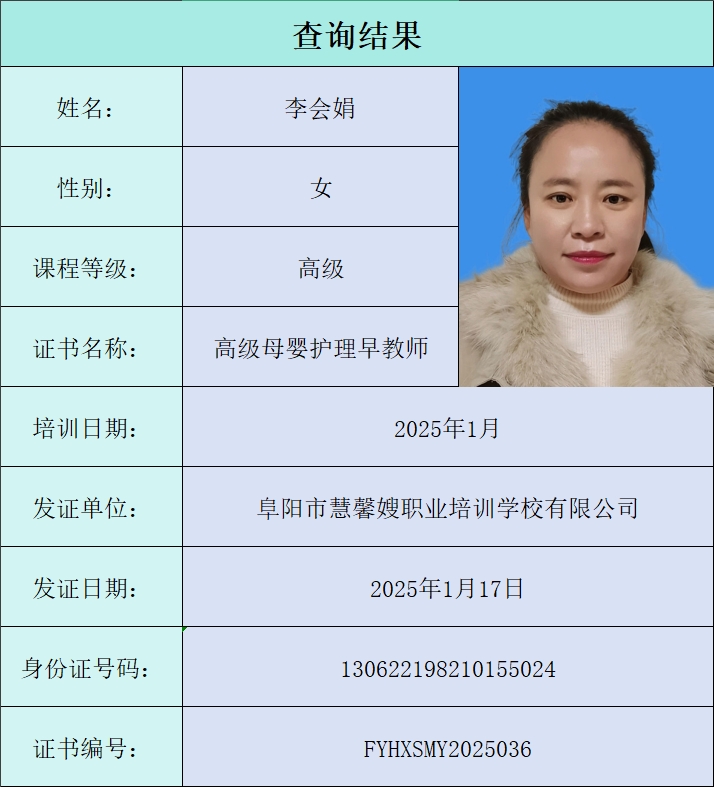 查询结果
姓名： 李会娟
性别： 女
课程等级： 高级
证书名称： 高级母婴护理早教师
培训日期： 2025年1月
发证单位： 阜阳市慧馨嫂职业培训学校有限公司
发证日期： 2025年1月17日
身份证号码： 130622198210155024
证书编号： FYHXSMY2025036